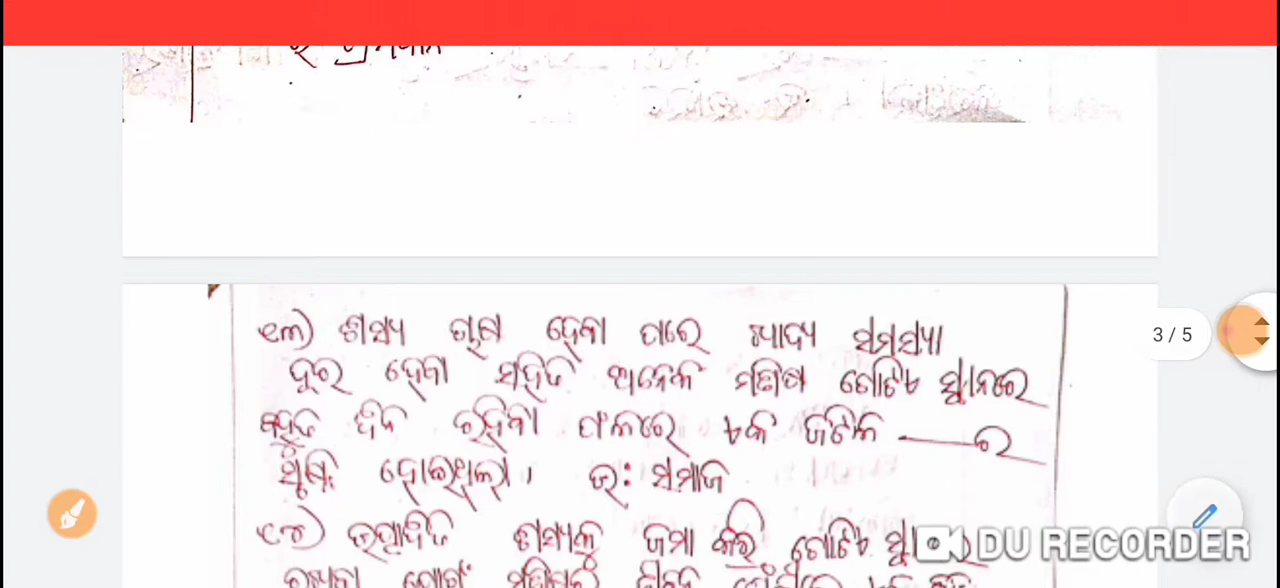 ୧୩) ଶସ୍ୟ ଚାଷ ହେବା ପରେ ଖାଦ୍ୟ ସମସ୍ୟା
3 / 5
ଦୂର ହେବା ସହିତ ଅନେକ ମଣିଷ ଗୋଟିଏ ସ୍ଥାନରେ
ବହୁତ ଦିନ ରହିବା ଫଳରେ ଏକ ଜଟିଳ ——ର
ସୃଷ୍ଟି ହୋଇଥିଲା । ଉ: ସମାଜ
୧୪) ଉତ୍ପାଦିତ ଶସ୍ୟକୁ ଜମା କରି ଗୋଟିଏ
DU RECORDER